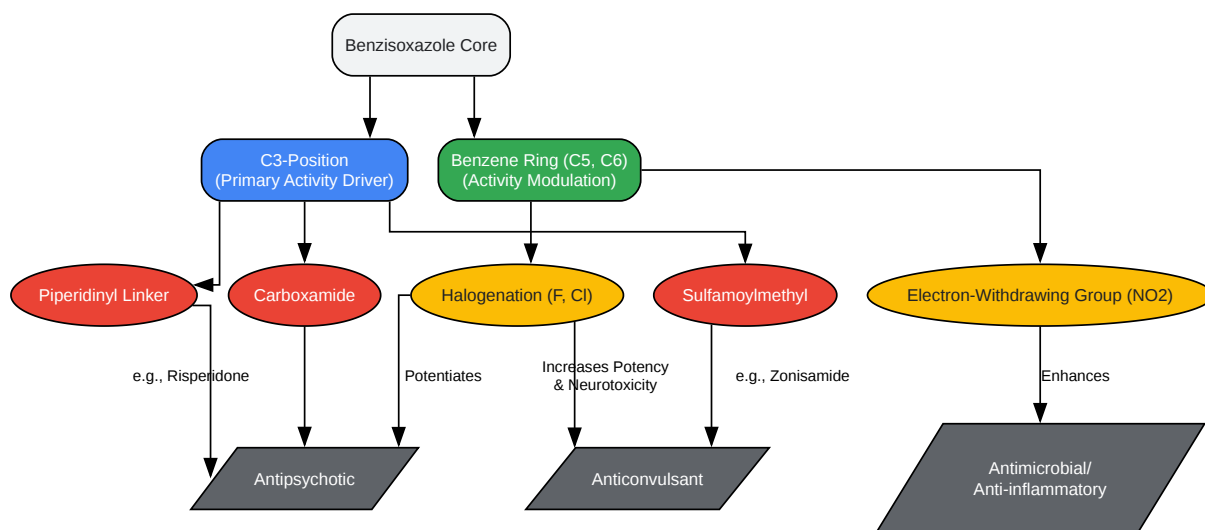 Benzisoxazole Core
C3-Position
(Primary Activity Driver)
Benzene Ring (C5, C6)
(Activity Modulation)
Piperidinyl Linker
Carboxamide
Halogenation (F, Cl)
Sulfamoylmethyl
Electron-Withdrawing Group (NO2)
e.g., Risperidone
Potentiates
Increases Potency
& Neurotoxicity
e.g., Zonisamide
Enhances
Antipsychotic
Anticonvulsant
Antimicrobial/
Anti-inflammatory